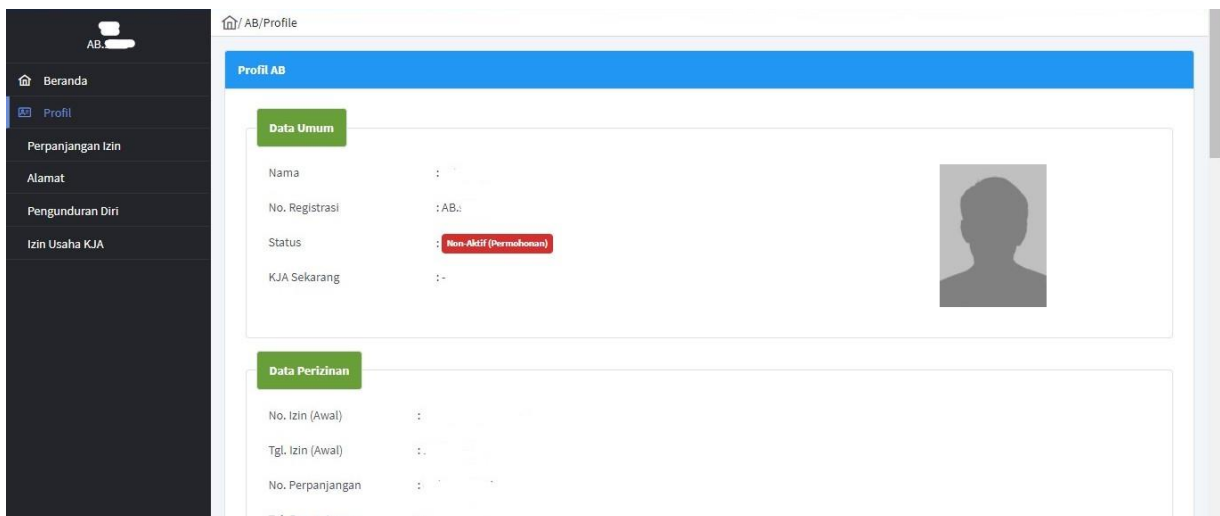 AB.
Beranda
Profil
Perpanjangan Izin
Alamat
Pengunduran Diri
Izin Usaha KJA
/ AB/Profile
Profil AB
Data Umum
Nama :
No. Registrasi : AB.
Status : Non-Aktif (Permohonan)
KJA Sekarang : -
Data Perizinan
No. Izin (Awal) :
Tgl. Izin (Awal) :
No. Perpanjangan :